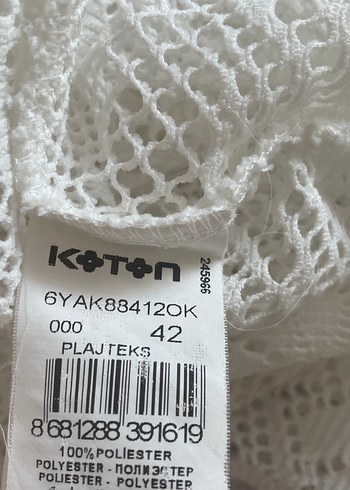 KOTON
245966
6YAK88412OK
000 42
PLAJTEKS
8 681288 391619
100%POLIESTER
POLYESTER - ПОЛИЭСТЕР
POLYESTER - POLYESTER